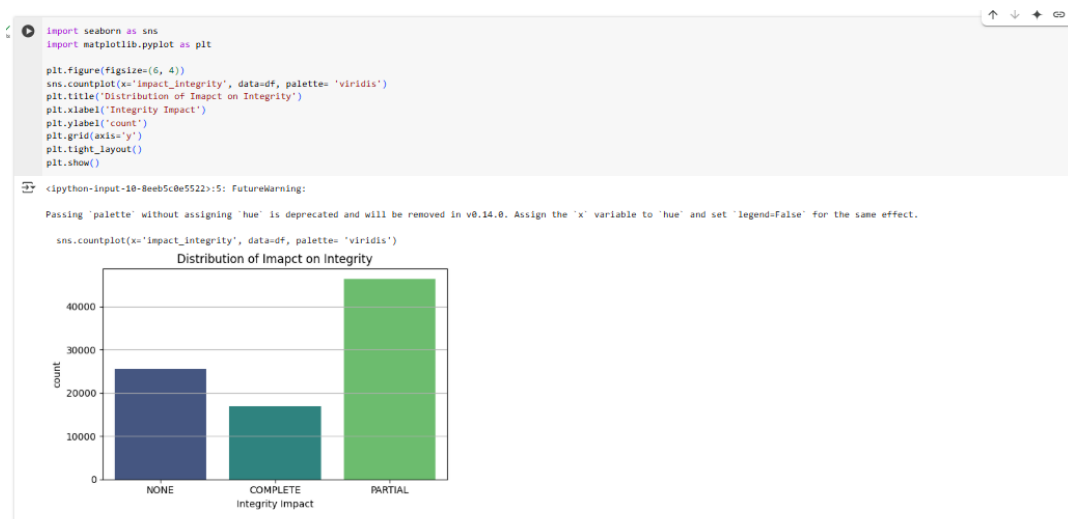 import seaborn as sns
import matplotlib.pyplot as plt
plt.figure(figsize=(6, 4))
sns.countplot(x='impact_integrity', data=df, palette= 'viridis')
plt.title('Distribution of Imapct on Integrity')
plt.xlabel('Integrity Impact')
plt.ylabel('count')
plt.grid(axis='y')
plt.tight_layout()
plt.show()
<ipython-input-10-8eeb5c0e5522>:5: FutureWarning:
Passing `palette` without assigning `hue` is deprecated and will be removed in v0.14.0. Assign the `x` variable to `hue` and set `legend=False` for the same effect.
sns.countplot(x='impact_integrity', data=df, palette= 'viridis')
Distribution of Imapct on Integrity
40000
30000
20000
10000
0
count
NONE COMPLETE PARTIAL
Integrity Impact